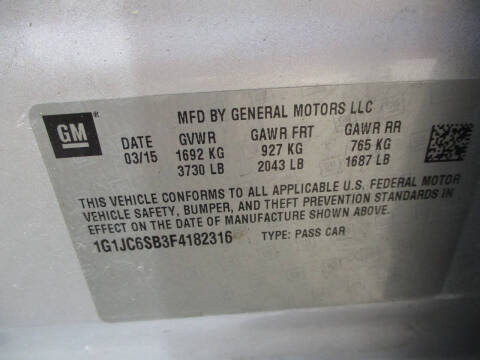 GM
MFD BY GENERAL MOTORS LLC
DATE GVWR GAWR FRT GAWR RR
03/15 1692 KG 927 KG 765 KG
3730 LB 2043 LB 1687 LB
THIS VEHICLE CONFORMS TO ALL APPLICABLE U.S. FEDERAL MOTOR
VEHICLE SAFETY, BUMPER, AND THEFT PREVENTION STANDARDS IN
EFFECT ON THE DATE OF MANUFACTURE SHOWN ABOVE.
1G1JC6SB3F4182316 TYPE: PASS CAR